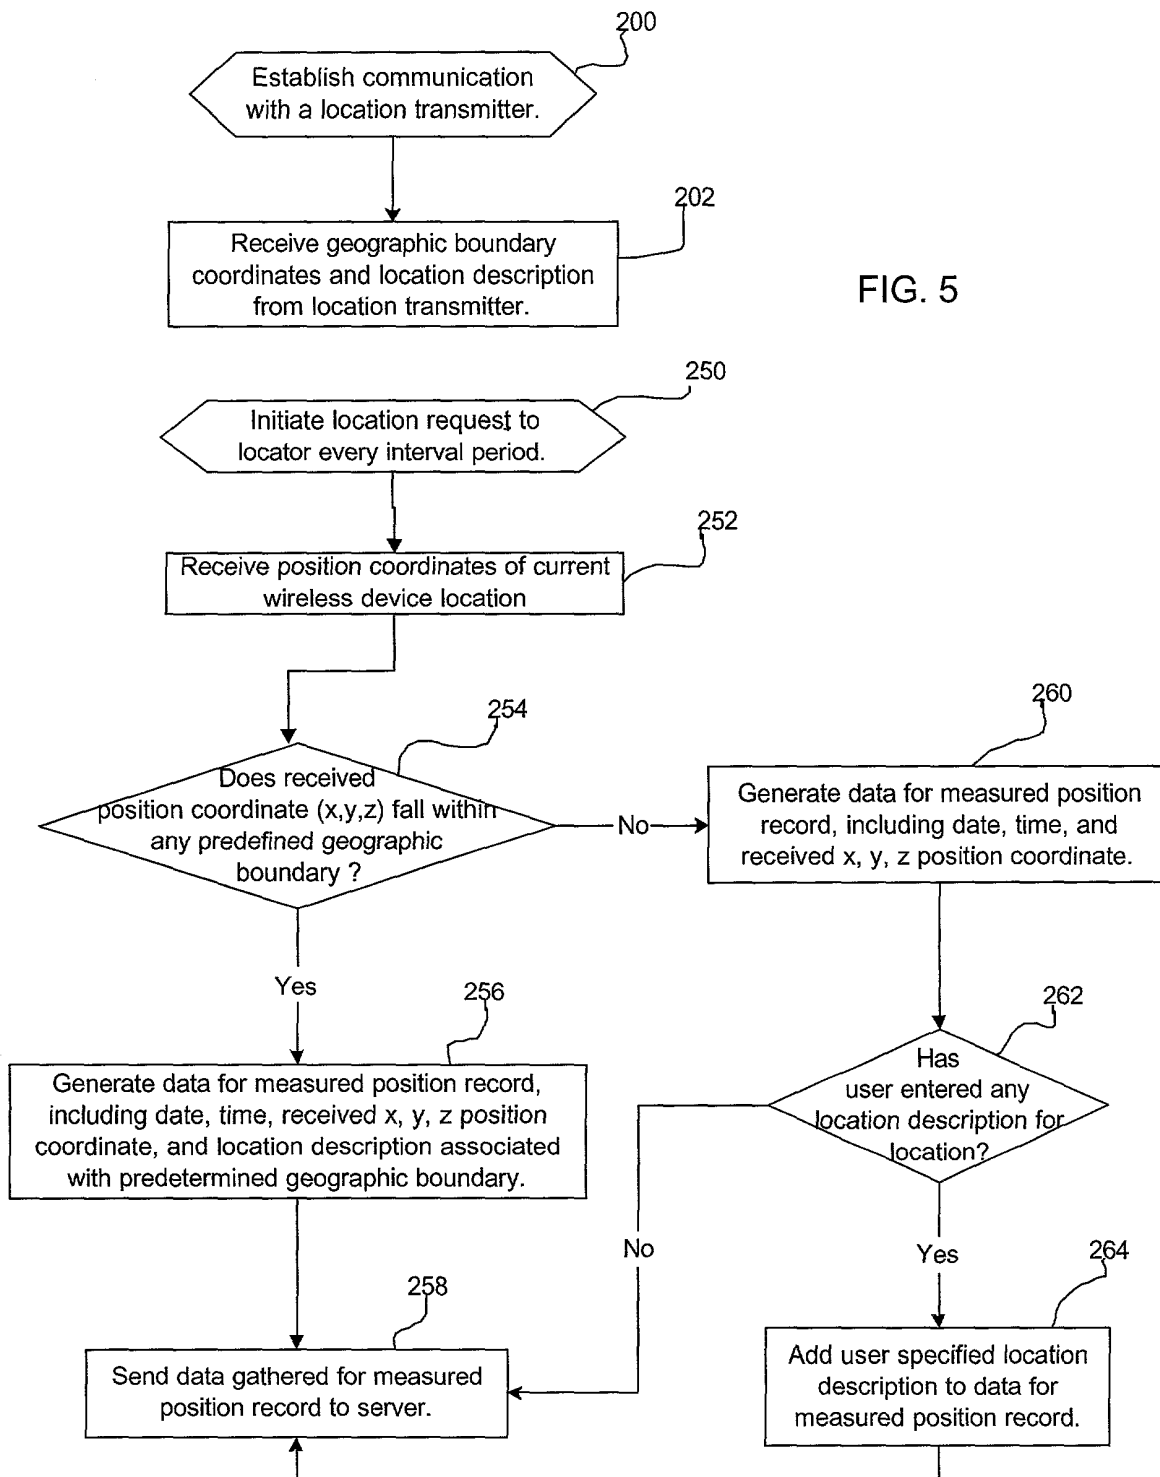 200
Establish communication
with a location transmitter.
202
Receive geographic boundary
coordinates and location description
from location transmitter.
FIG. 5
250
Initiate location request to
locator every interval period.
252
Receive position coordinates of current
wireless device location
254
Does received
position coordinate (x,y,z) fall within
any predefined geographic
boundary ?
No
260
Generate data for measured position
record, including date, time, and
received x, y, z position coordinate.
Yes
256
Generate data for measured position record,
including date, time, received x, y, z position
coordinate, and location description associated
with predetermined geographic boundary.
262
Has
user entered any
location description for
location?
No
Yes
258
Send data gathered for measured
position record to server.
264
Add user specified location
description to data for
measured position record.